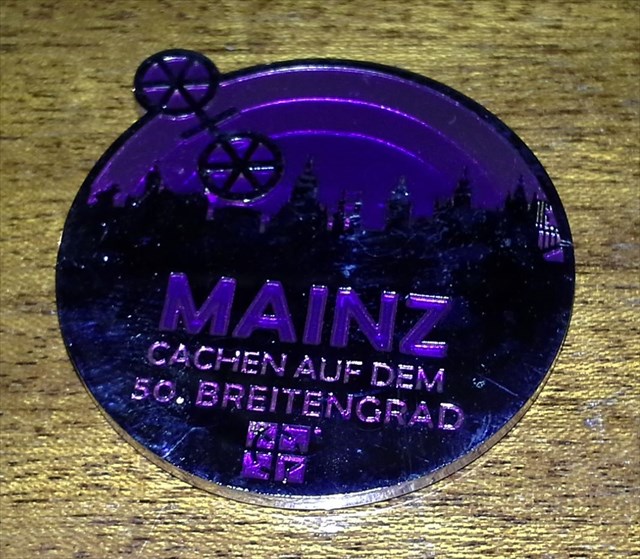 MAINZ
CACHEN AUF DEM
50. BREITENGRAD